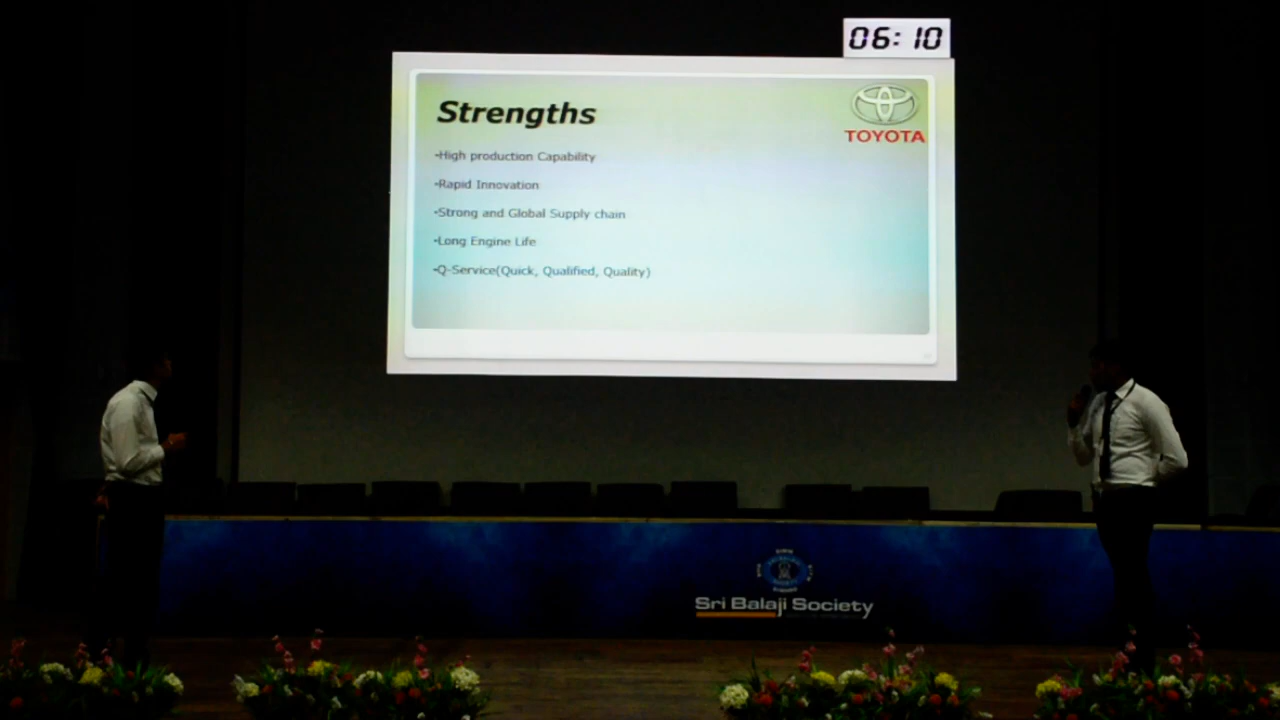 06:10
Strengths
TOYOTA
-High production Capability
-Rapid Innovation
-Strong and Global Supply chain
-Long Engine Life
-Q-Service(Quick, Qualified, Quality)
Sri Balaji Society